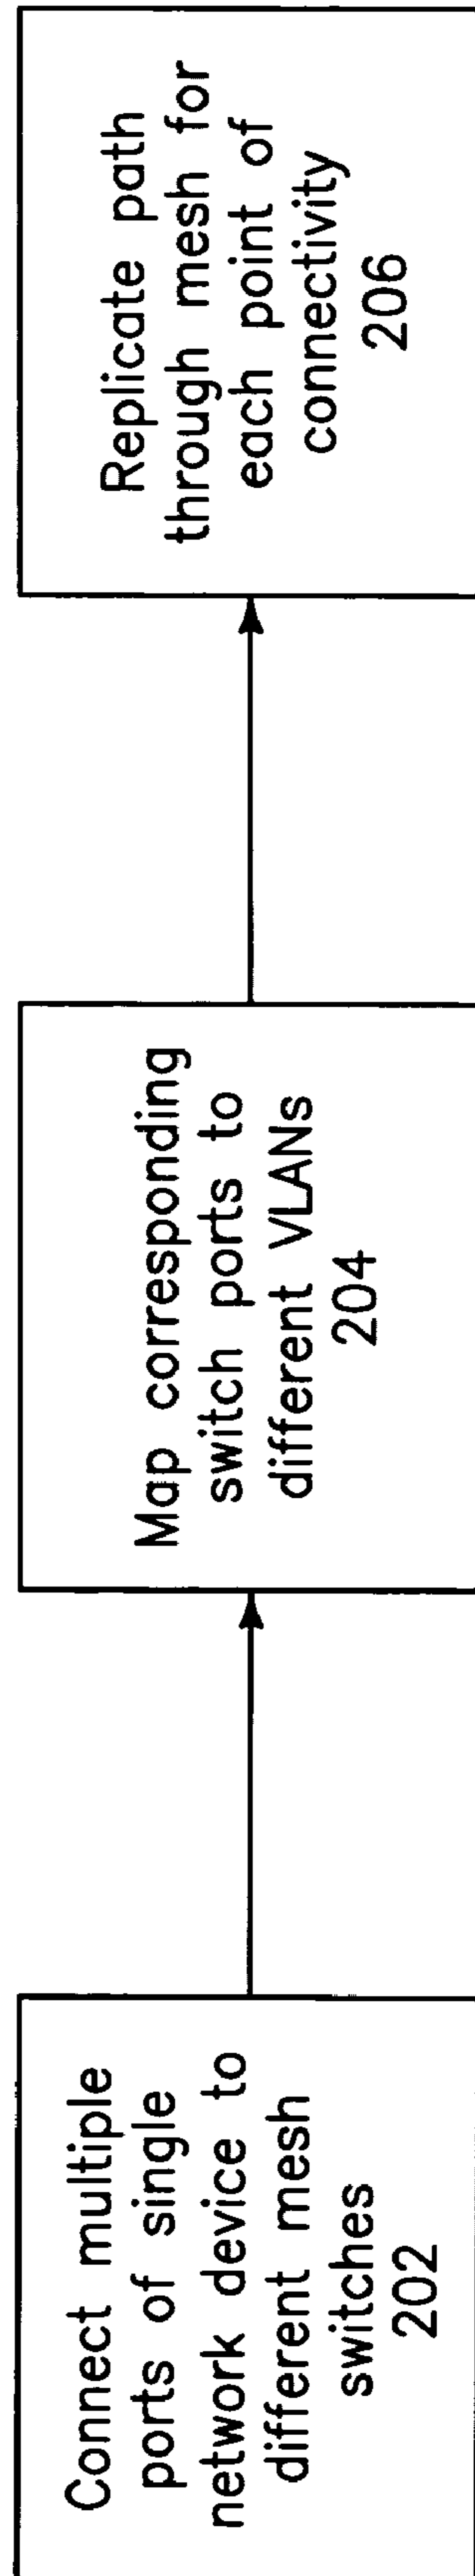 Connect multiple
ports of single
network device to
different mesh
switches
202
Map corresponding
switch ports to
different VLANs
204
Replicate path
through mesh for
each point of
connectivity
206